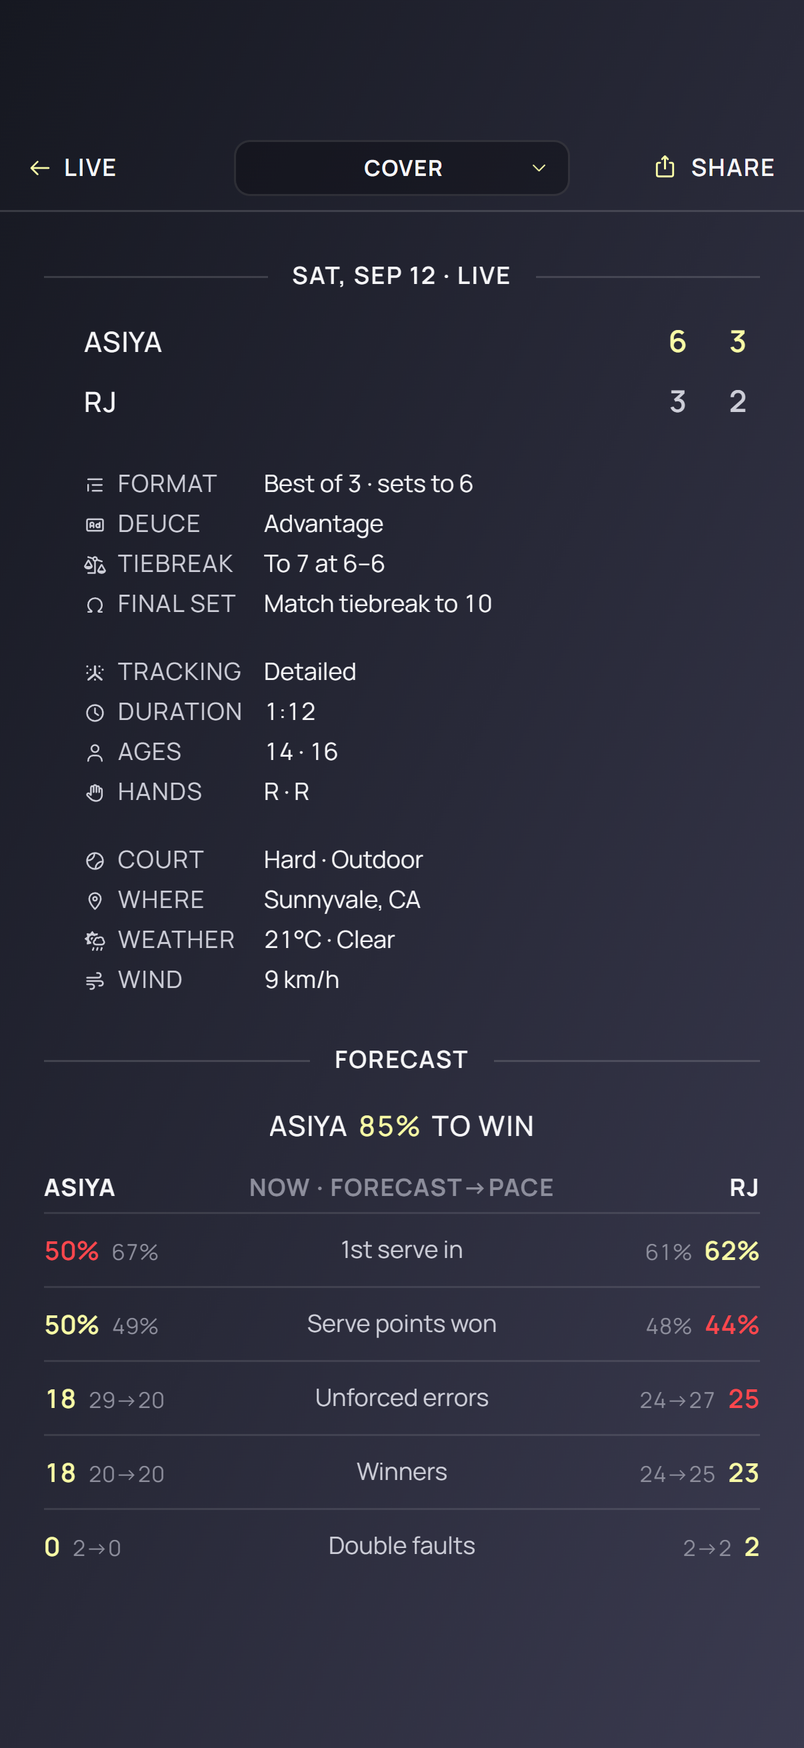 LIVE COVER SHARE
SAT, SEP 12 · LIVE
ASIYA 6 3
RJ 3 2
FORMAT Best of 3 · sets to 6
Ad DEUCE Advantage
TIEBREAK To 7 at 6–6
FINAL SET Match tiebreak to 10
TRACKING Detailed
DURATION 1:12
AGES 14 · 16
HANDS R · R
COURT Hard · Outdoor
WHERE Sunnyvale, CA
WEATHER 21°C · Clear
WIND 9 km/h
FORECAST
ASIYA 85% TO WIN
ASIYA NOW · FORECAST→PACE RJ
50% 67% 1st serve in 61% 62%
50% 49% Serve points won 48% 44%
18 29→20 Unforced errors 24→27 25
18 20→20 Winners 24→25 23
0 2→0 Double faults 2→2 2